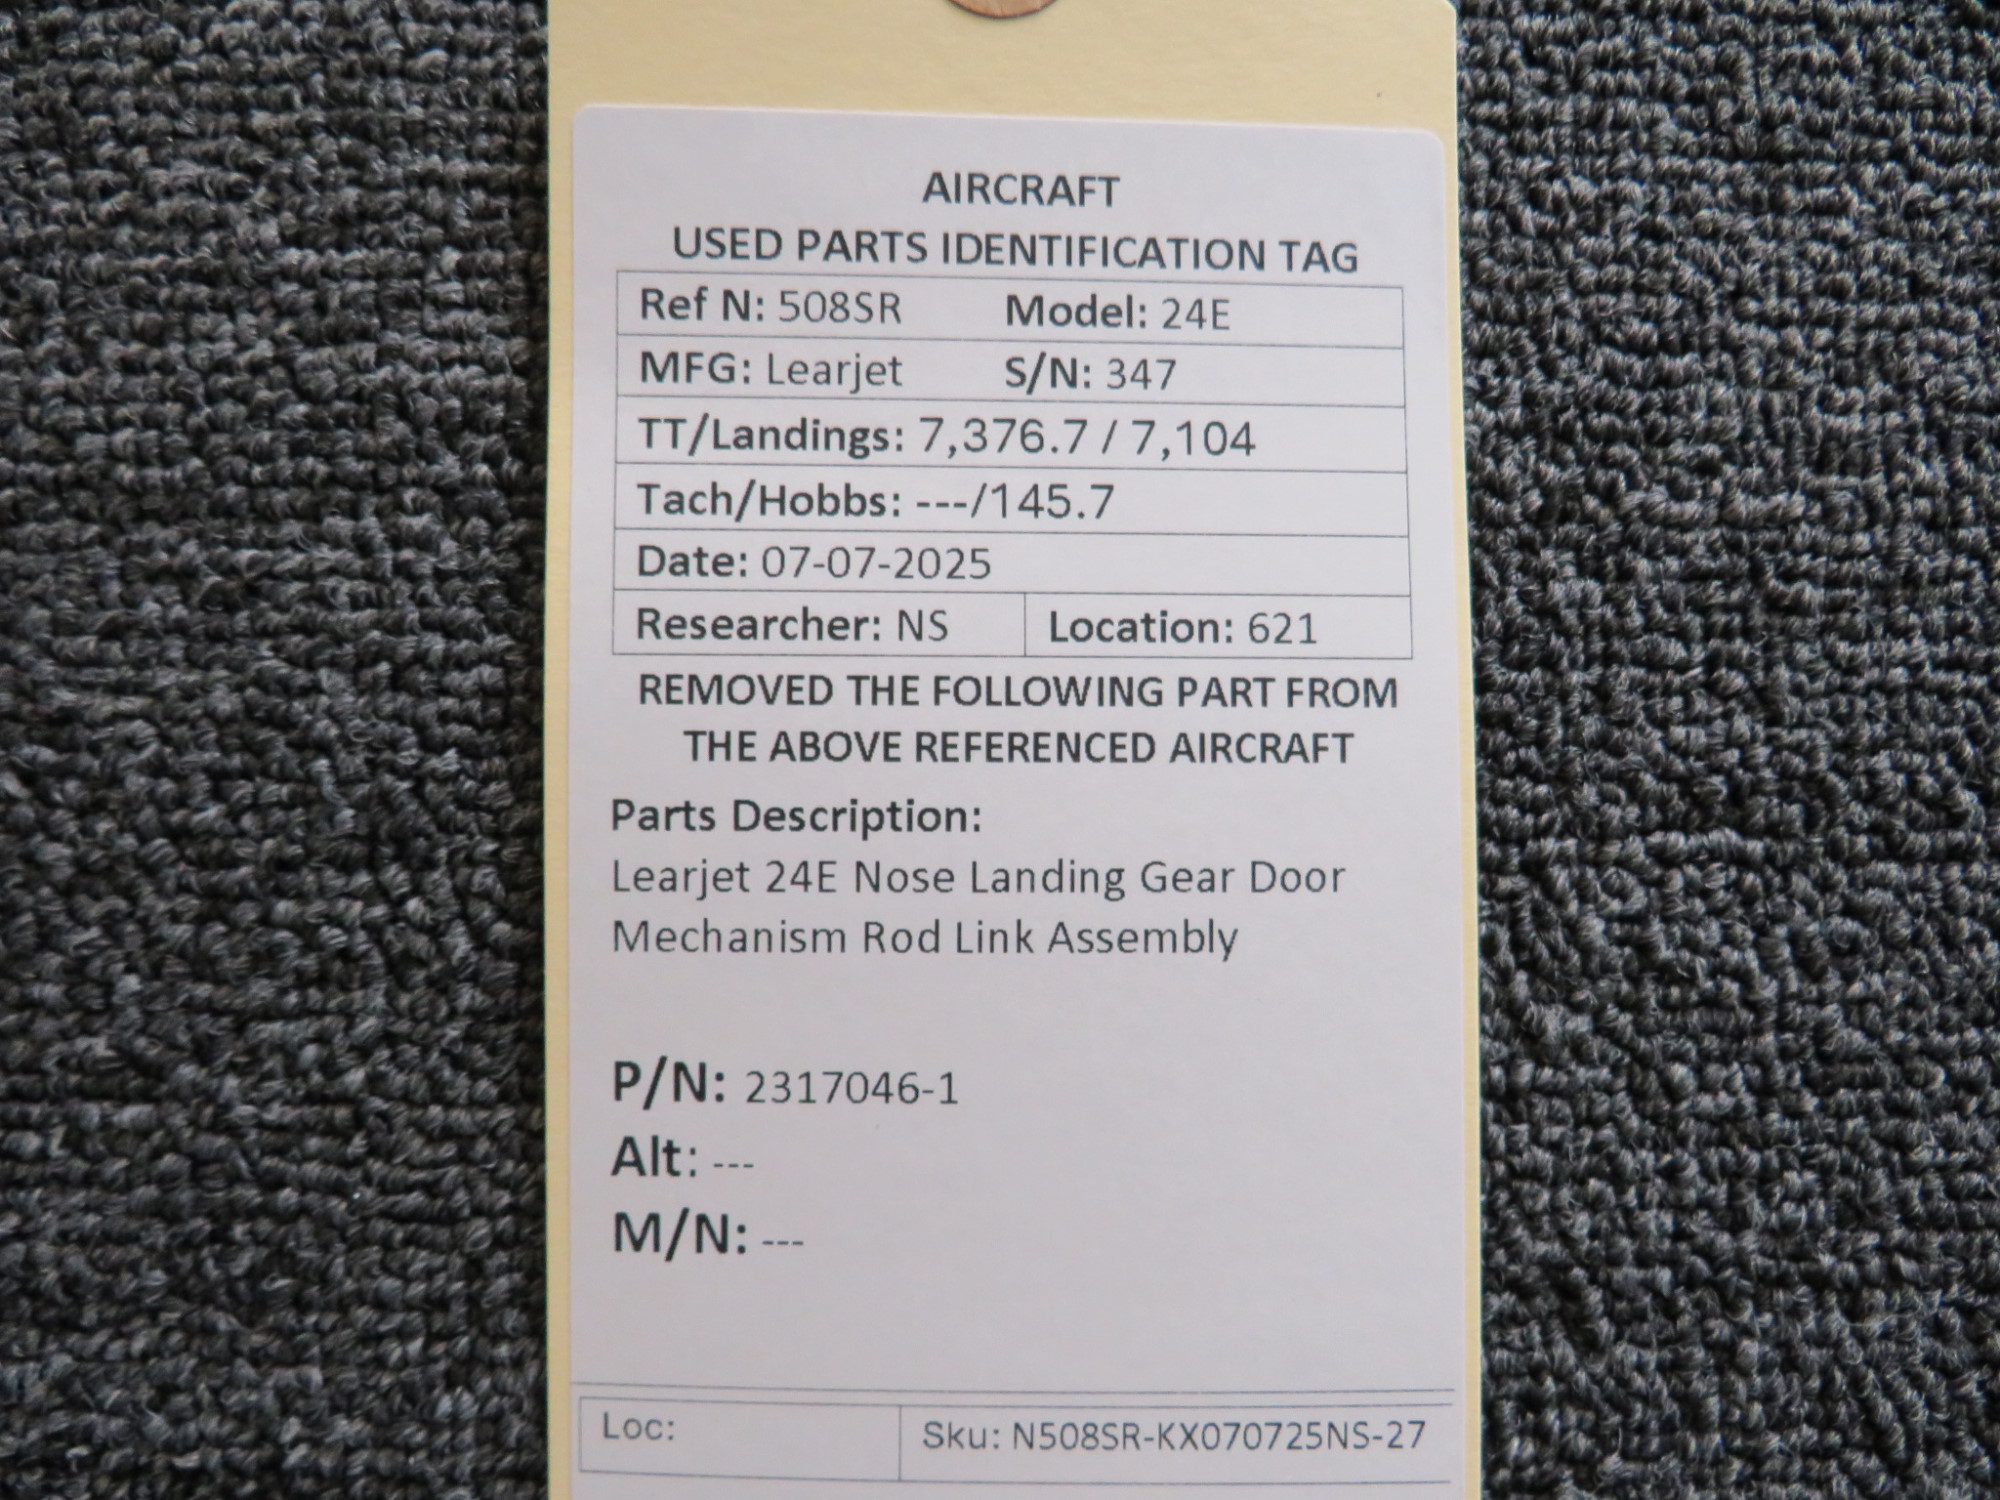 AIRCRAFT
USED PARTS IDENTIFICATION TAG
Ref N: 508SR Model: 24E
MFG: Learjet S/N: 347
TT/Landings: 7,376.7 / 7,104
Tach/Hobbs: ---/145.7
Date: 07-07-2025
Researcher: NS Location: 621
REMOVED THE FOLLOWING PART FROM
THE ABOVE REFERENCED AIRCRAFT
Parts Description:
Learjet 24E Nose Landing Gear Door
Mechanism Rod Link Assembly
P/N: 2317046-1
Alt: ---
M/N: ---
Loc: Sku: N508SR-KX070725NS-27